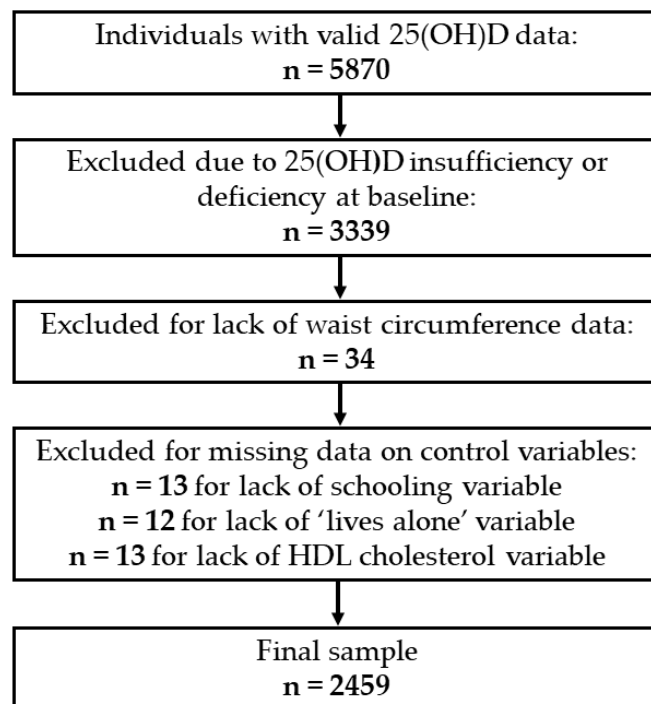 Individuals with valid 25(OH)D data:
n = 5870
Excluded due to 25(OH)D insufficiency or
deficiency at baseline:
n = 3339
Excluded for lack of waist circumference data:
n = 34
Excluded for missing data on control variables:
n = 13 for lack of schooling variable
n = 12 for lack of ‘lives alone’ variable
n = 13 for lack of HDL cholesterol variable
Final sample
n = 2459